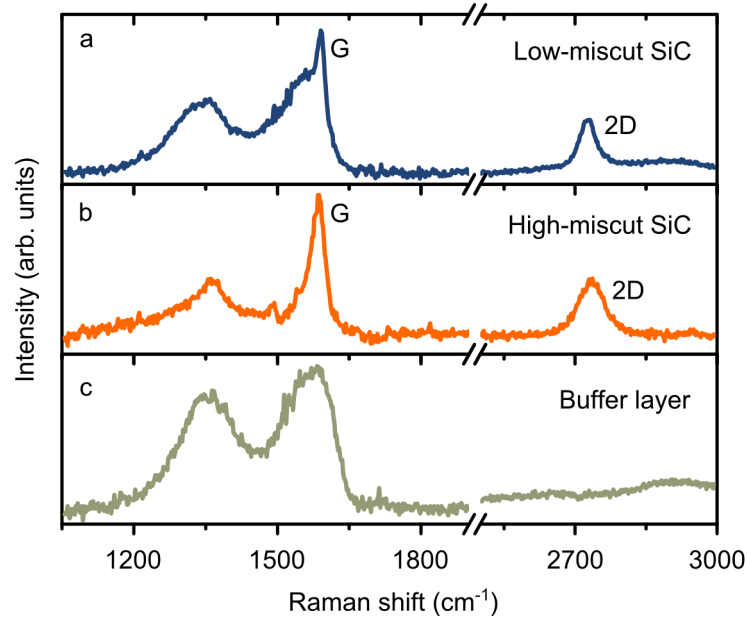 a
G
Low-miscut SiC
2D
b
G
High-miscut SiC
2D
c
Buffer layer
Intensity (arb. units)
1200 1500 1800 2700 3000
Raman shift (cm⁻¹)